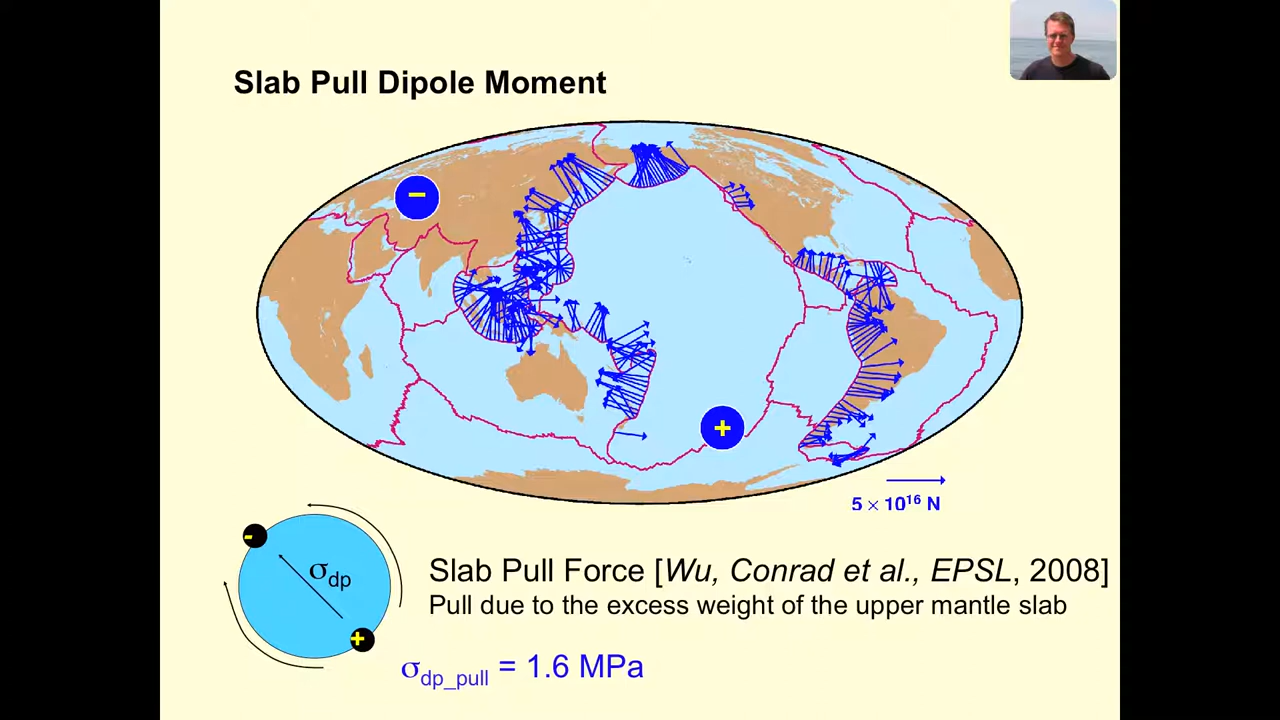 Slab Pull Dipole Moment
−
+
5 × 10¹⁶ N
-
σdp
+
Slab Pull Force [Wu, Conrad et al., EPSL, 2008]
Pull due to the excess weight of the upper mantle slab
σdp_pull = 1.6 MPa